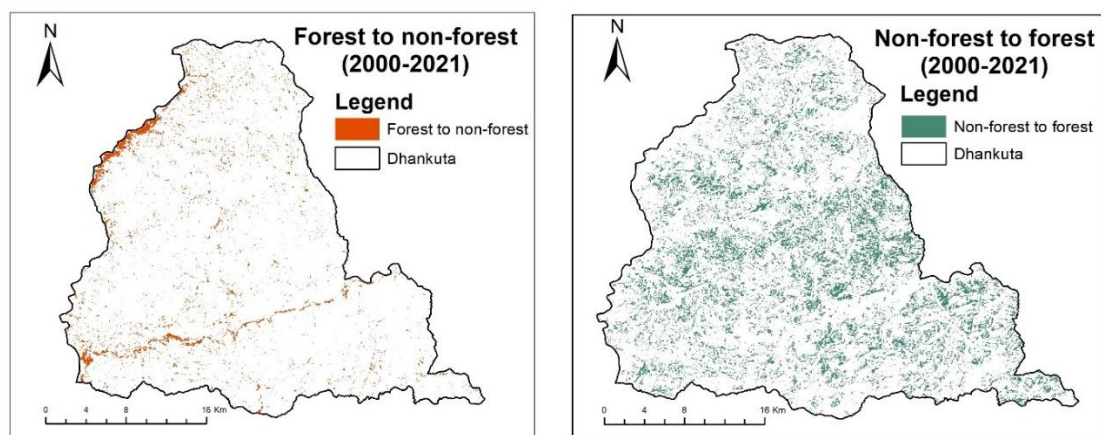 N
Forest to non-forest
(2000-2021)
Legend
Forest to non-forest
Dhankuta
0 4 8 16 Km
N
Non-forest to forest
(2000-2021)
Legend
Non-forest to forest
Dhankuta
0 4 8 16 Km